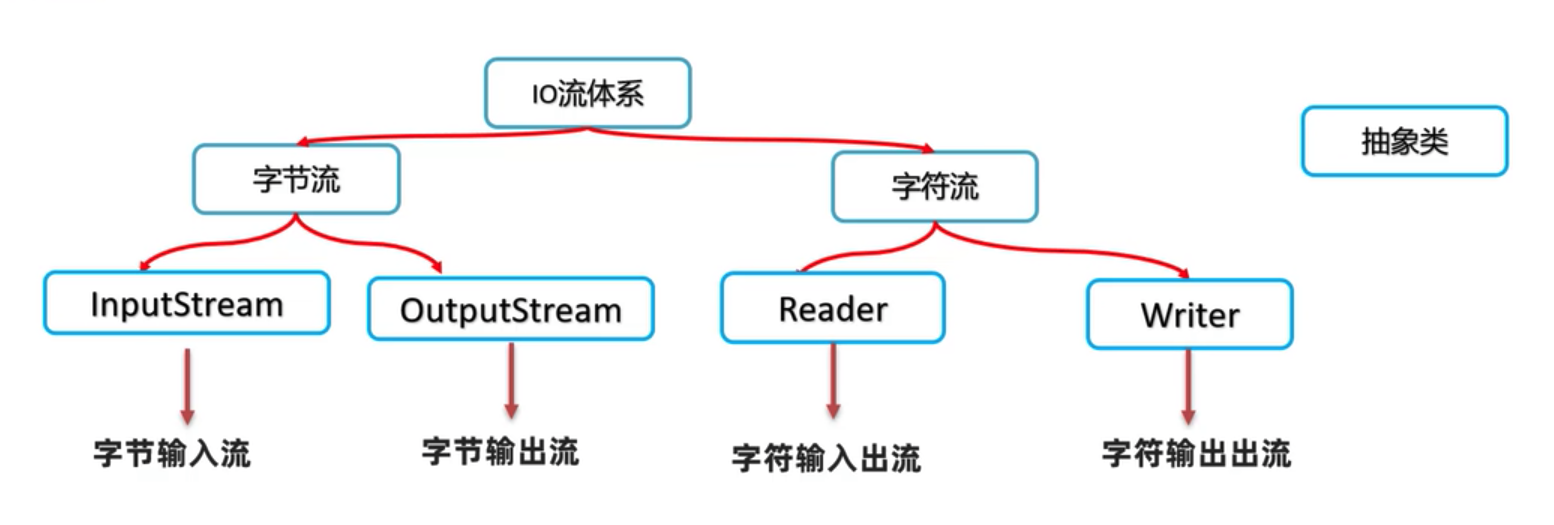 IO流体系
抽象类
字节流
字符流
InputStream
OutputStream
Reader
Writer
字节输入流
字节输出流
字符输入出流
字符输出出流